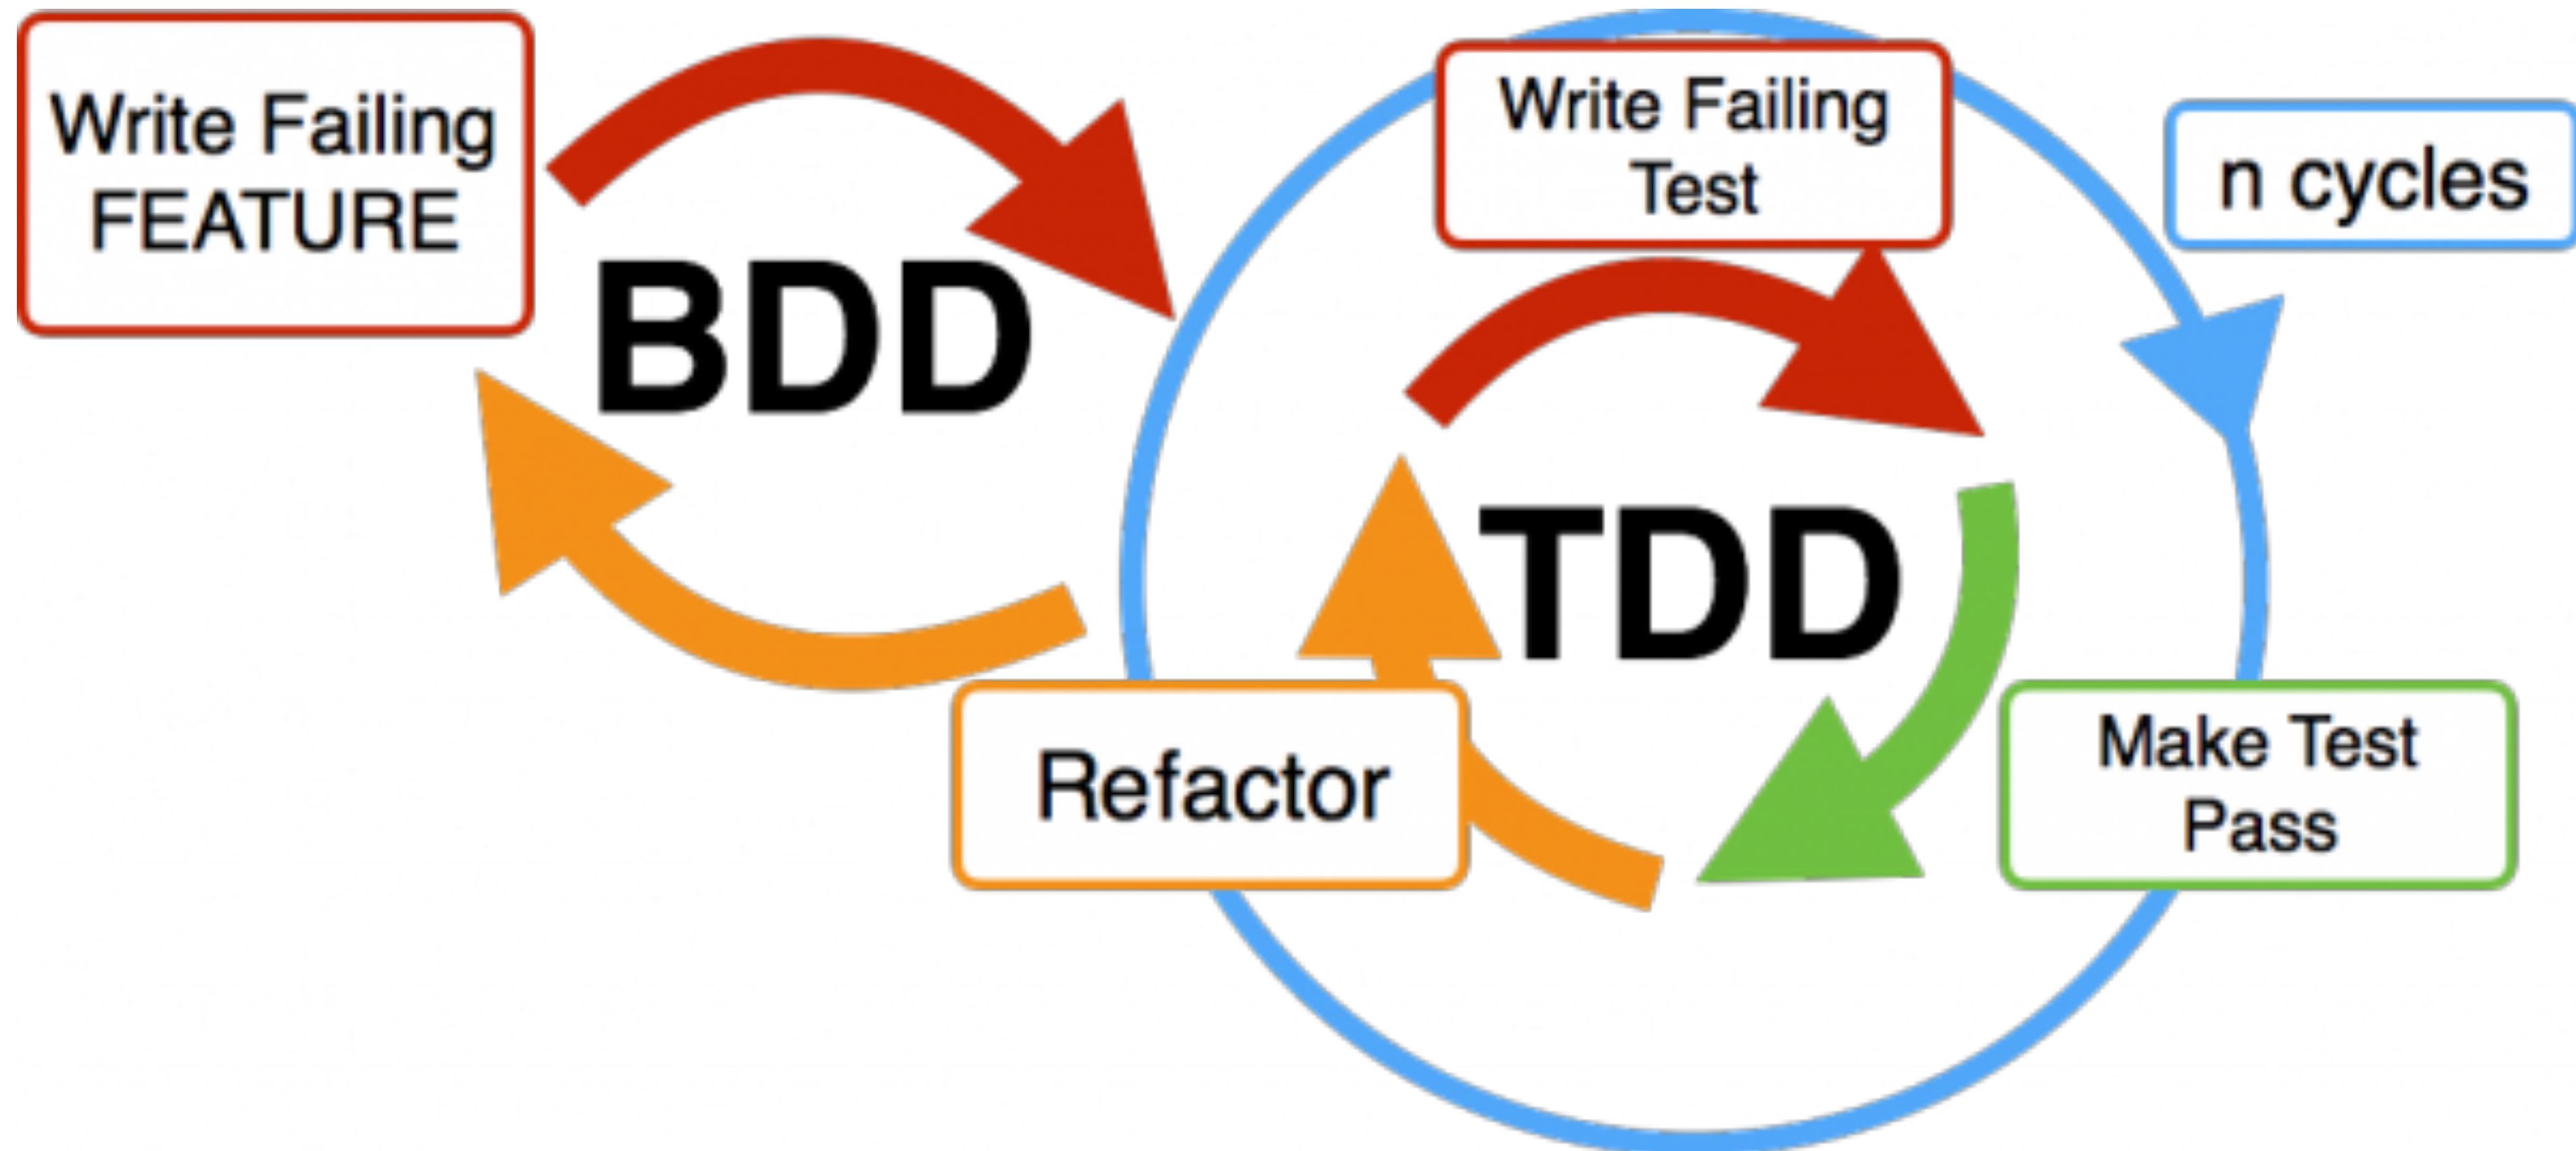 Write Failing
FEATURE
BDD
Write Failing
Test
n cycles
TDD
Refactor
Make Test
Pass